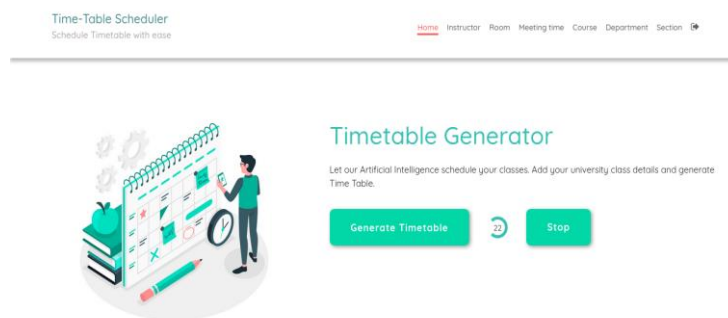 Time-Table Scheduler
Schedule Timetable with ease
Home Instructor Room Meeting time Course Department Section
Timetable Generator
Let our Artificial Intelligence schedule your classes. Add your university class details and generate
Time Table.
Generate Timetable 22 Stop